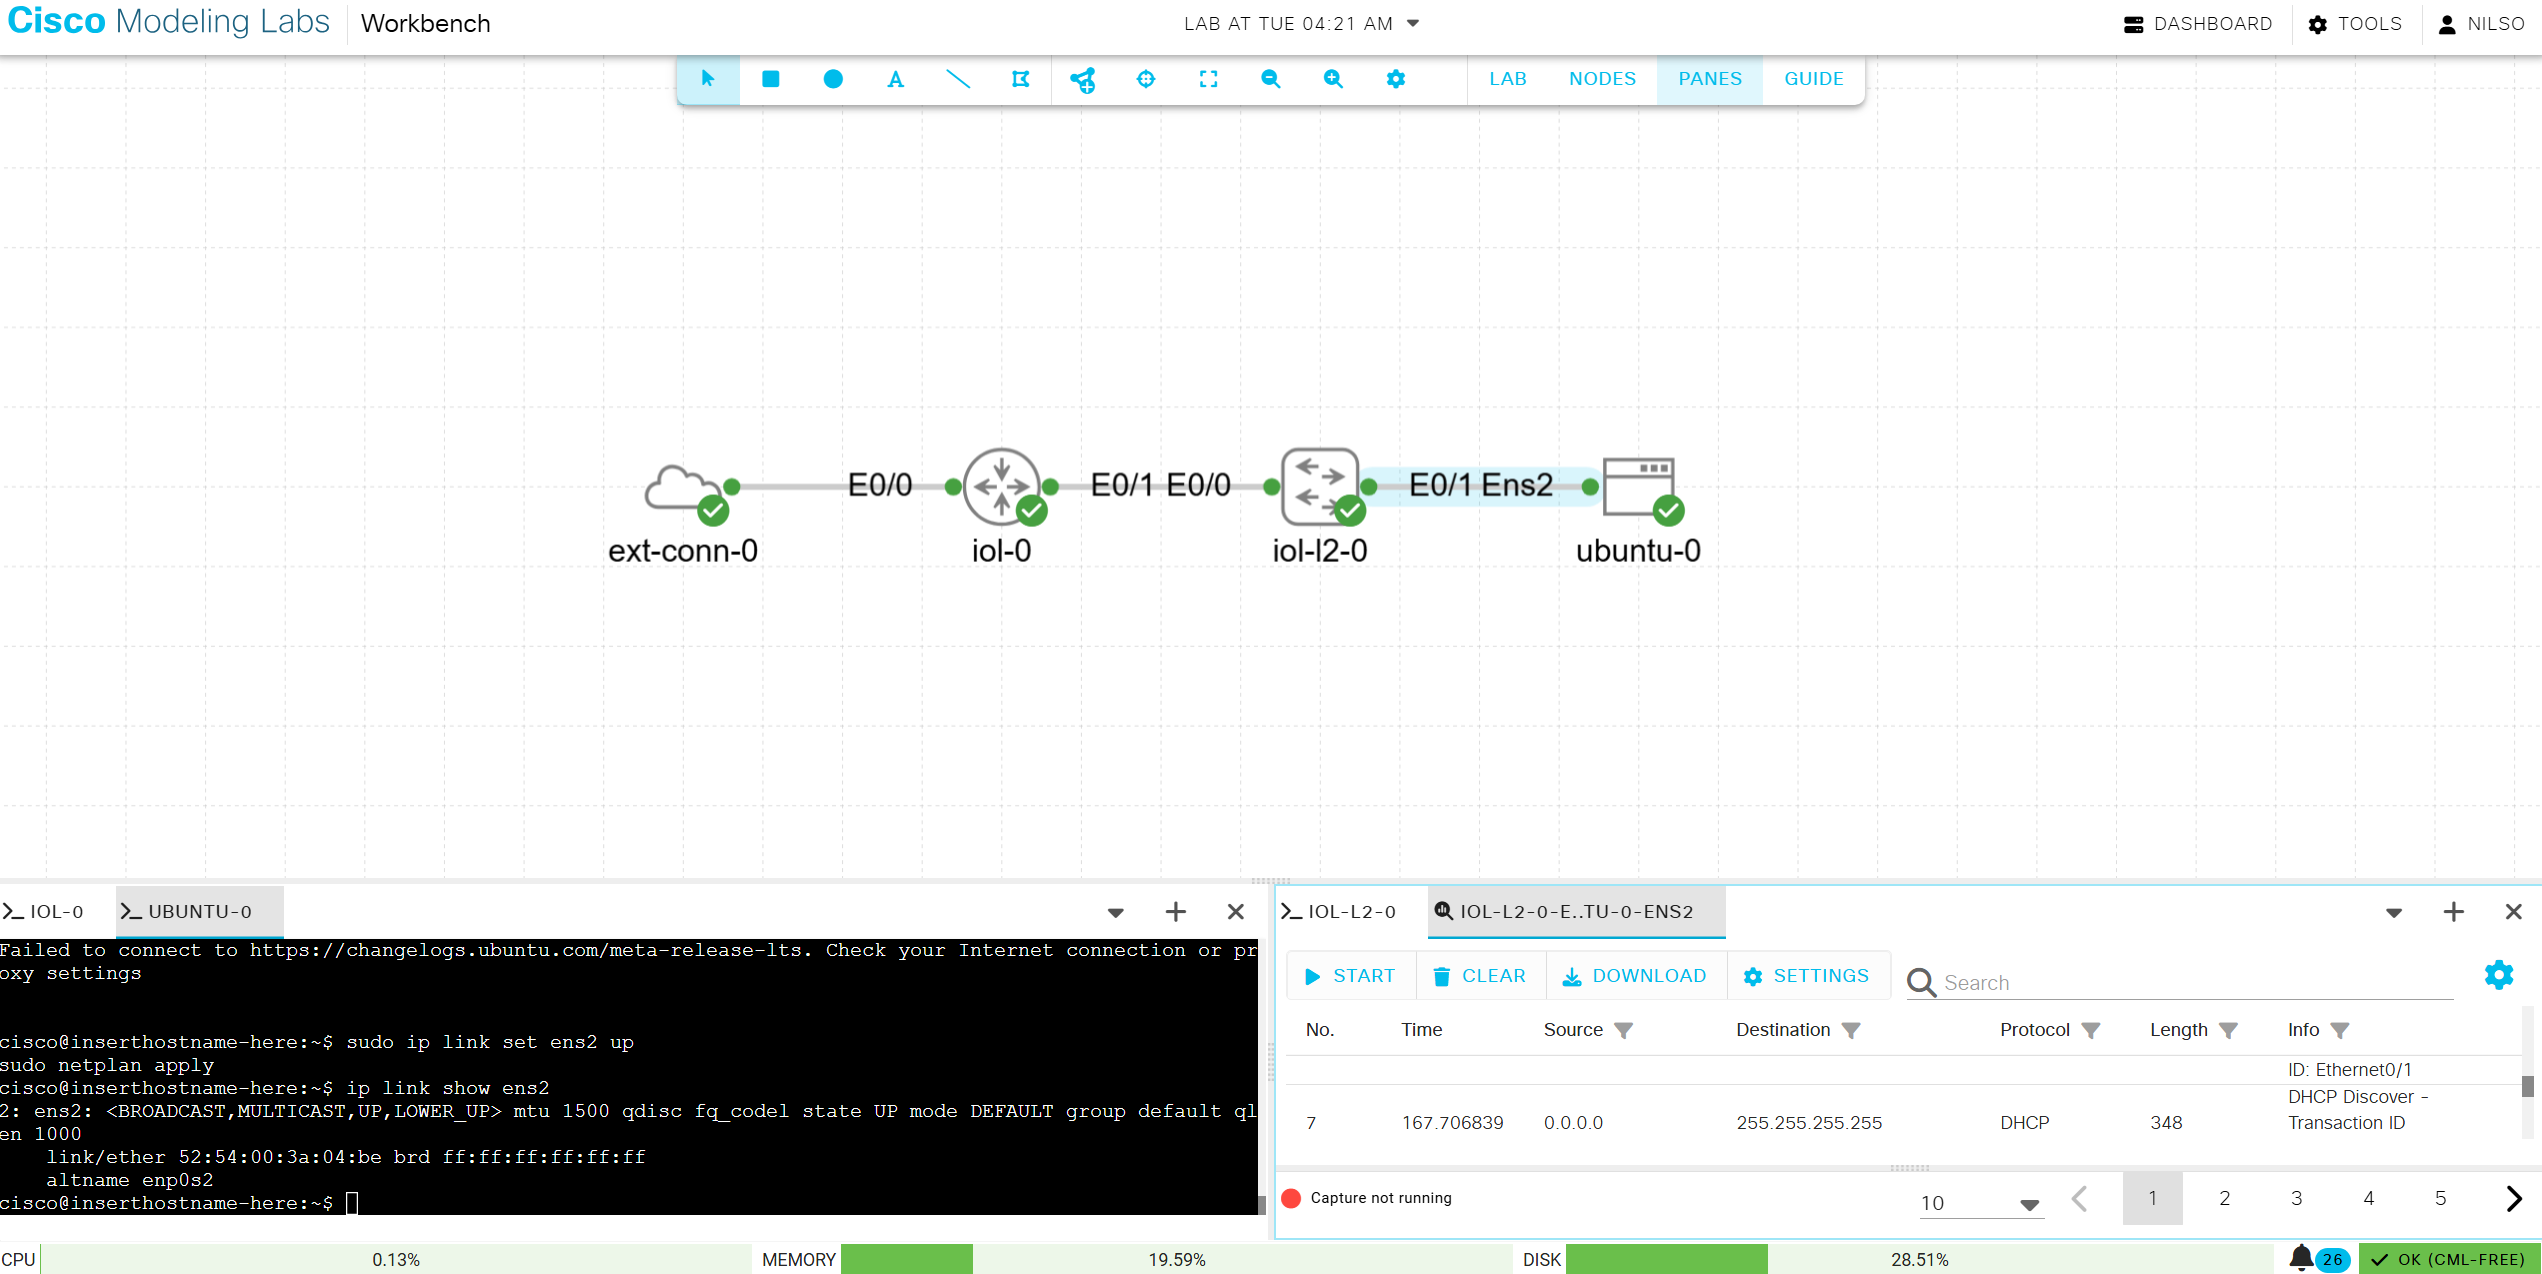 Cisco Modeling Labs Workbench
LAB AT TUE 04:21 AM
DASHBOARD
TOOLS
NILSO
LAB
NODES
PANES
GUIDE
E0/0
E0/1 E0/0
E0/1 Ens2
ext-conn-0
iol-0
iol-l2-0
ubuntu-0
IOL-0
UBUNTU-0
Failed to connect to https://changelogs.ubuntu.com/meta-release-lts. Check your Internet connection or pr
oxy settings
cisco@inserthostname-here:~$ sudo ip link set ens2 up
sudo netplan apply
cisco@inserthostname-here:~$ ip link show ens2
2: ens2: <BROADCAST,MULTICAST,UP,LOWER_UP> mtu 1500 qdisc fq_codel state UP mode DEFAULT group default ql
en 1000
link/ether 52:54:00:3a:04:be brd ff:ff:ff:ff:ff:ff
altname enp0s2
cisco@inserthostname-here:~$
IOL-L2-0
IOL-L2-0-E..TU-0-ENS2
START
CLEAR
DOWNLOAD
SETTINGS
Search
No. Time Source Destination Protocol Length Info
ID: Ethernet0/1
DHCP Discover -
7 167.706839 0.0.0.0 255.255.255.255 DHCP 348 Transaction ID
Capture not running
10
1 2 3 4 5
CPU 0.13%
MEMORY 19.59%
DISK 28.51%
26
OK (CML-FREE)